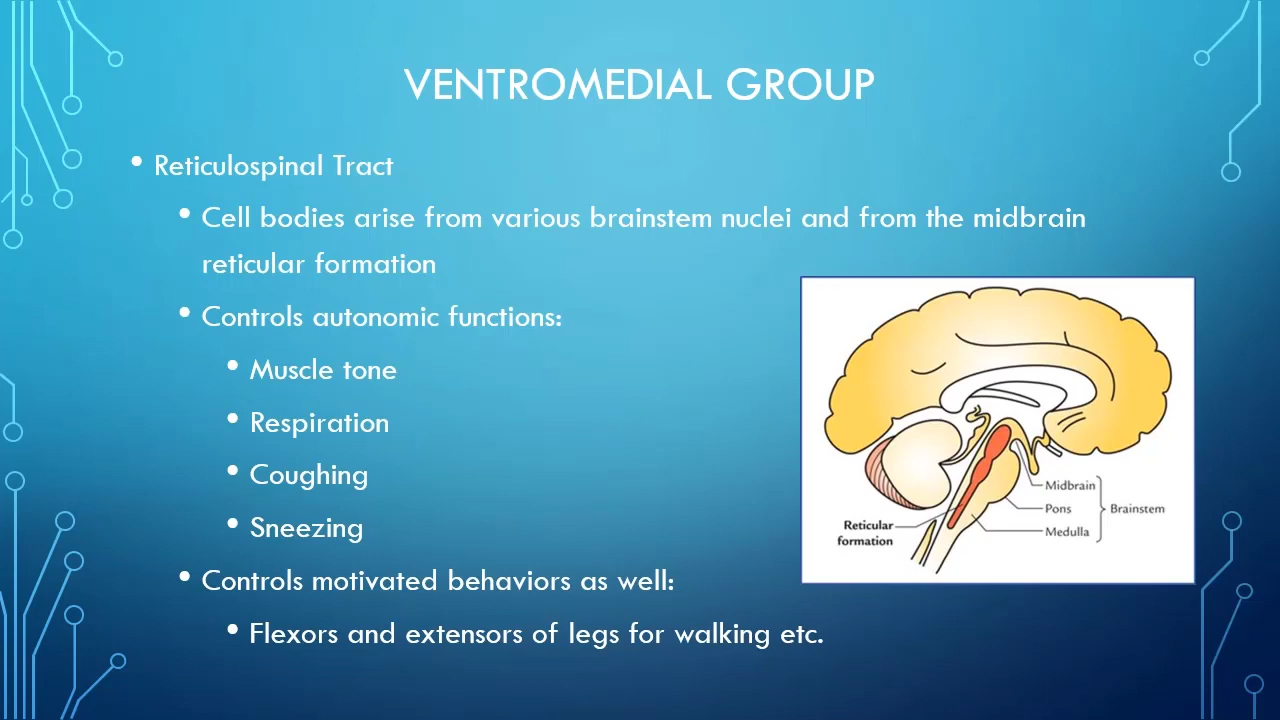 VENTROMEDIAL GROUP
• Reticulospinal Tract
• Cell bodies arise from various brainstem nuclei and from the midbrain
reticular formation
• Controls autonomic functions:
• Muscle tone
• Respiration
• Coughing
• Sneezing
• Controls motivated behaviors as well:
• Flexors and extensors of legs for walking etc.
Midbrain
Pons
Brainstem
Medulla
Reticular
formation